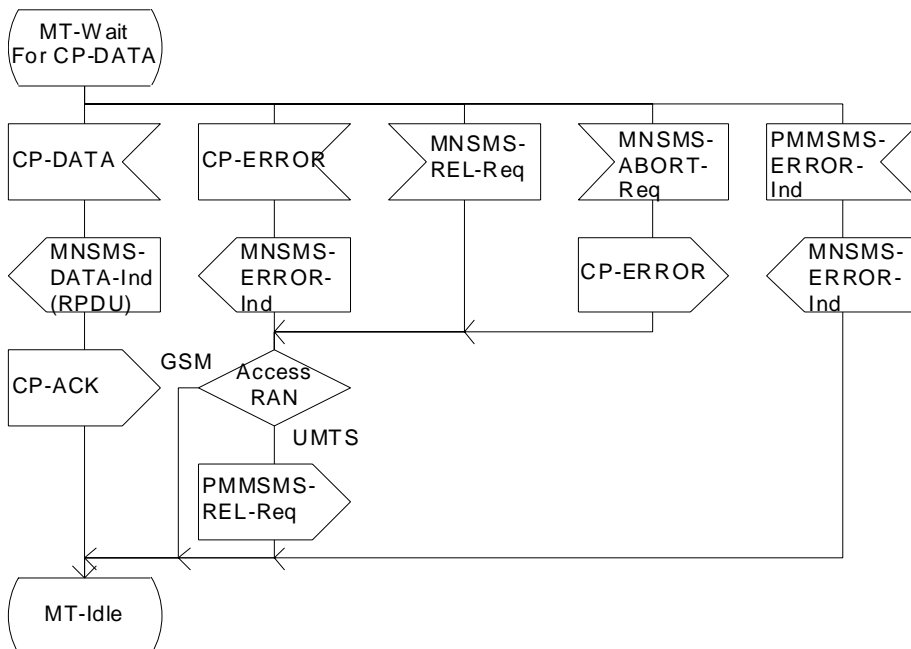 MT-Wait
For CP-DATA
CP-DATA
CP-ERROR
MNSMS-
REL-Req
MNSMS-
ABORT-
Req
PMMSMS-
ERROR-
Ind
MNSMS-
DATA-Ind
(RPDU)
MNSMS-
ERROR-
Ind
CP-ERROR
MNSMS-
ERROR-
Ind
CP-ACK
GSM
Access
RAN
UMTS
PMMSMS-
REL-Req
MT-Idle